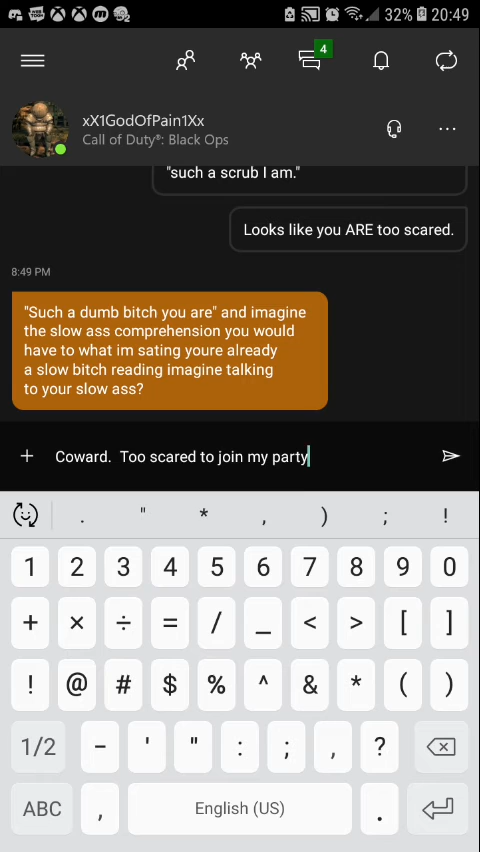 32% 20:49
4
xX1GodOfPain1Xx
Call of Duty®: Black Ops
"such a scrub I am."
Looks like you ARE too scared.
8:49 PM
"Such a dumb bitch you are" and imagine
the slow ass comprehension you would
have to what im sating youre already
a slow bitch reading imagine talking
to your slow ass?
Coward.  Too scared to join my party
. " * , ) ; !
1 2 3 4 5 6 7 8 9 0
+ × ÷ = / _ < > [ ]
! @ # $ % ^ & * ( )
1/2 - ' " : ; , ?
ABC , English (US) .